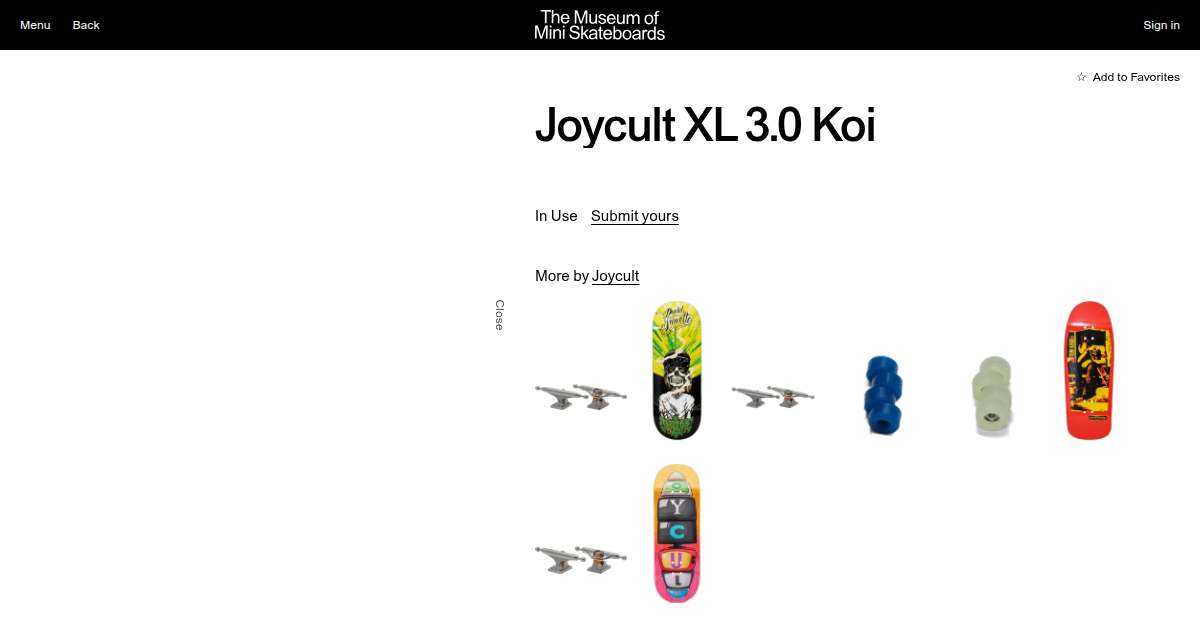 Menu
Back
The Museum of
Mini Skateboards
Sign in
☆ Add to Favorites
Joycult XL 3.0 Koi
In Use
Submit yours
More by Joycult
Close
O
Y
C
U
L